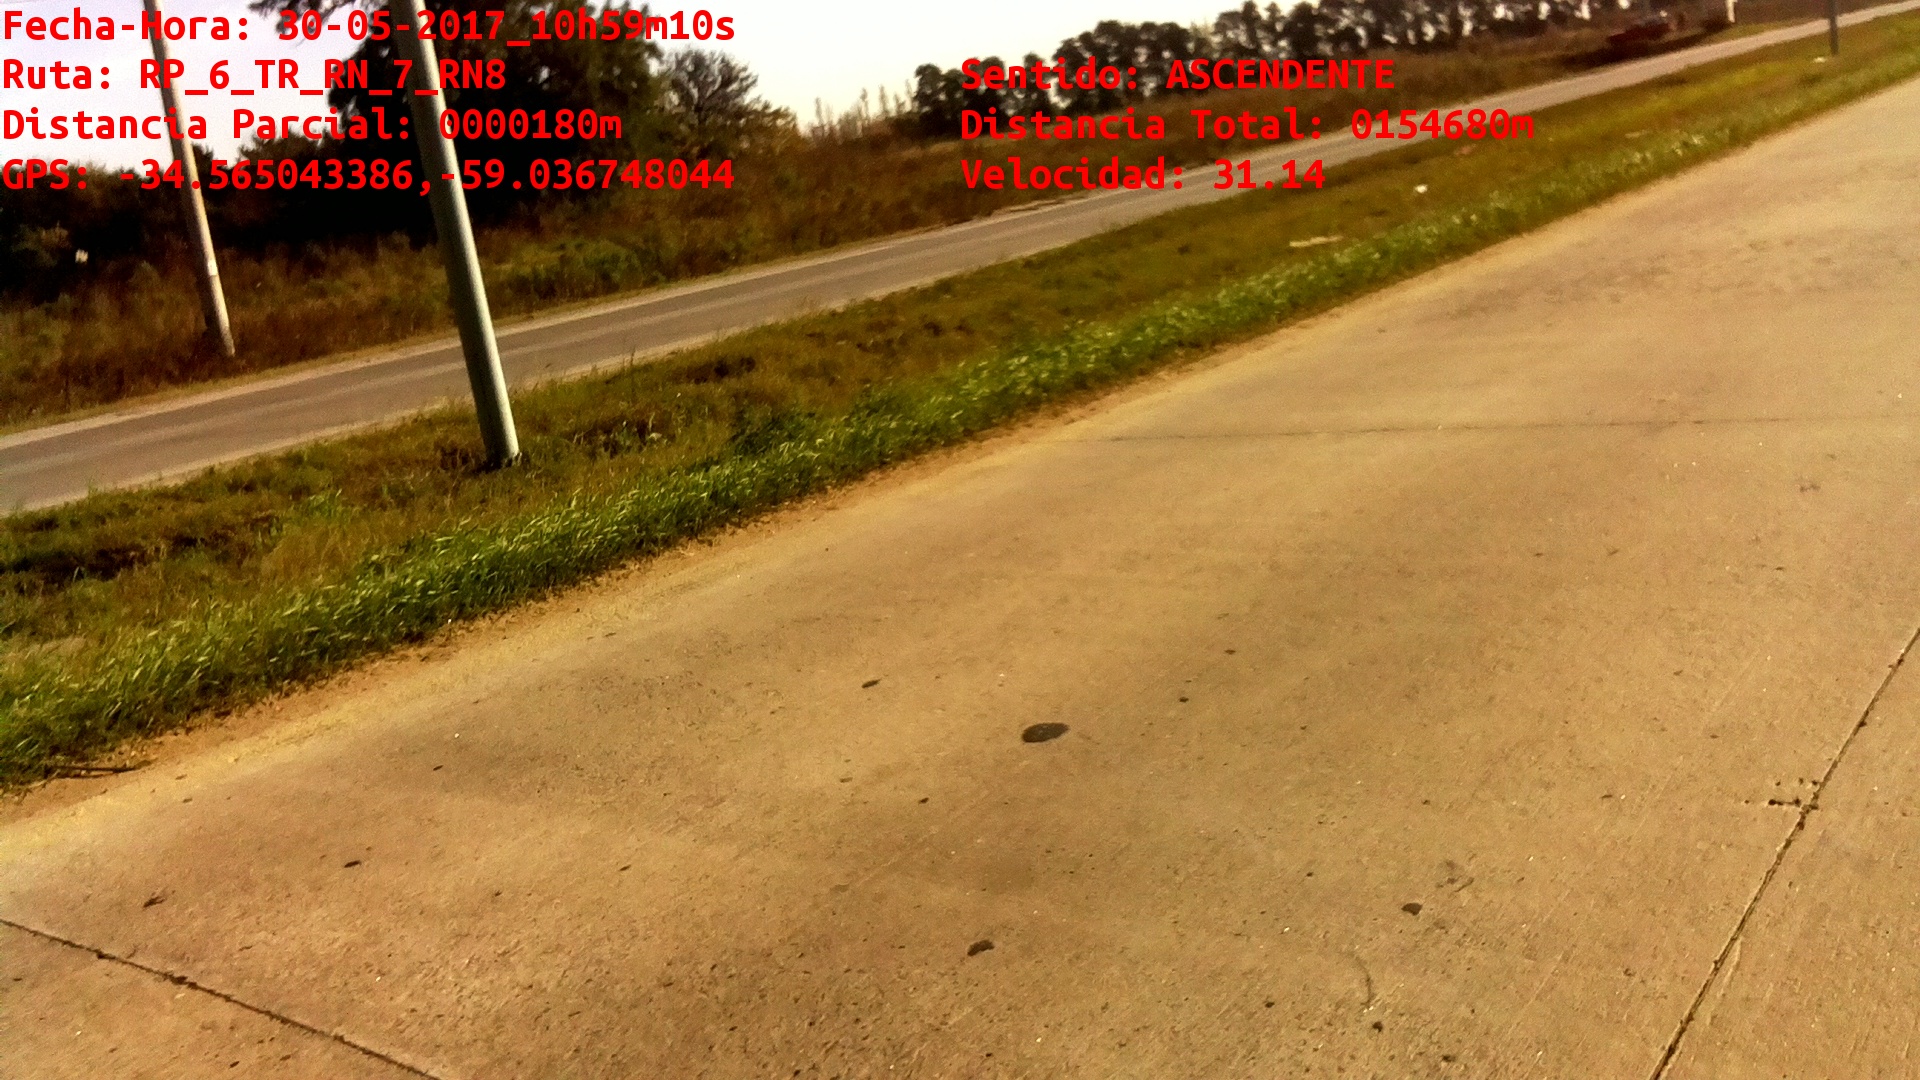 Fecha-Hora: 30-05-2017_10h59m10s
Ruta: RP_6_TR_RN_7_RN8 Sentido: ASCENDENTE
Distancia Parcial: 0000180m Distancia Total: 0154680m
GPS: -34.565043386,-59.036748044 Velocidad: 31.14